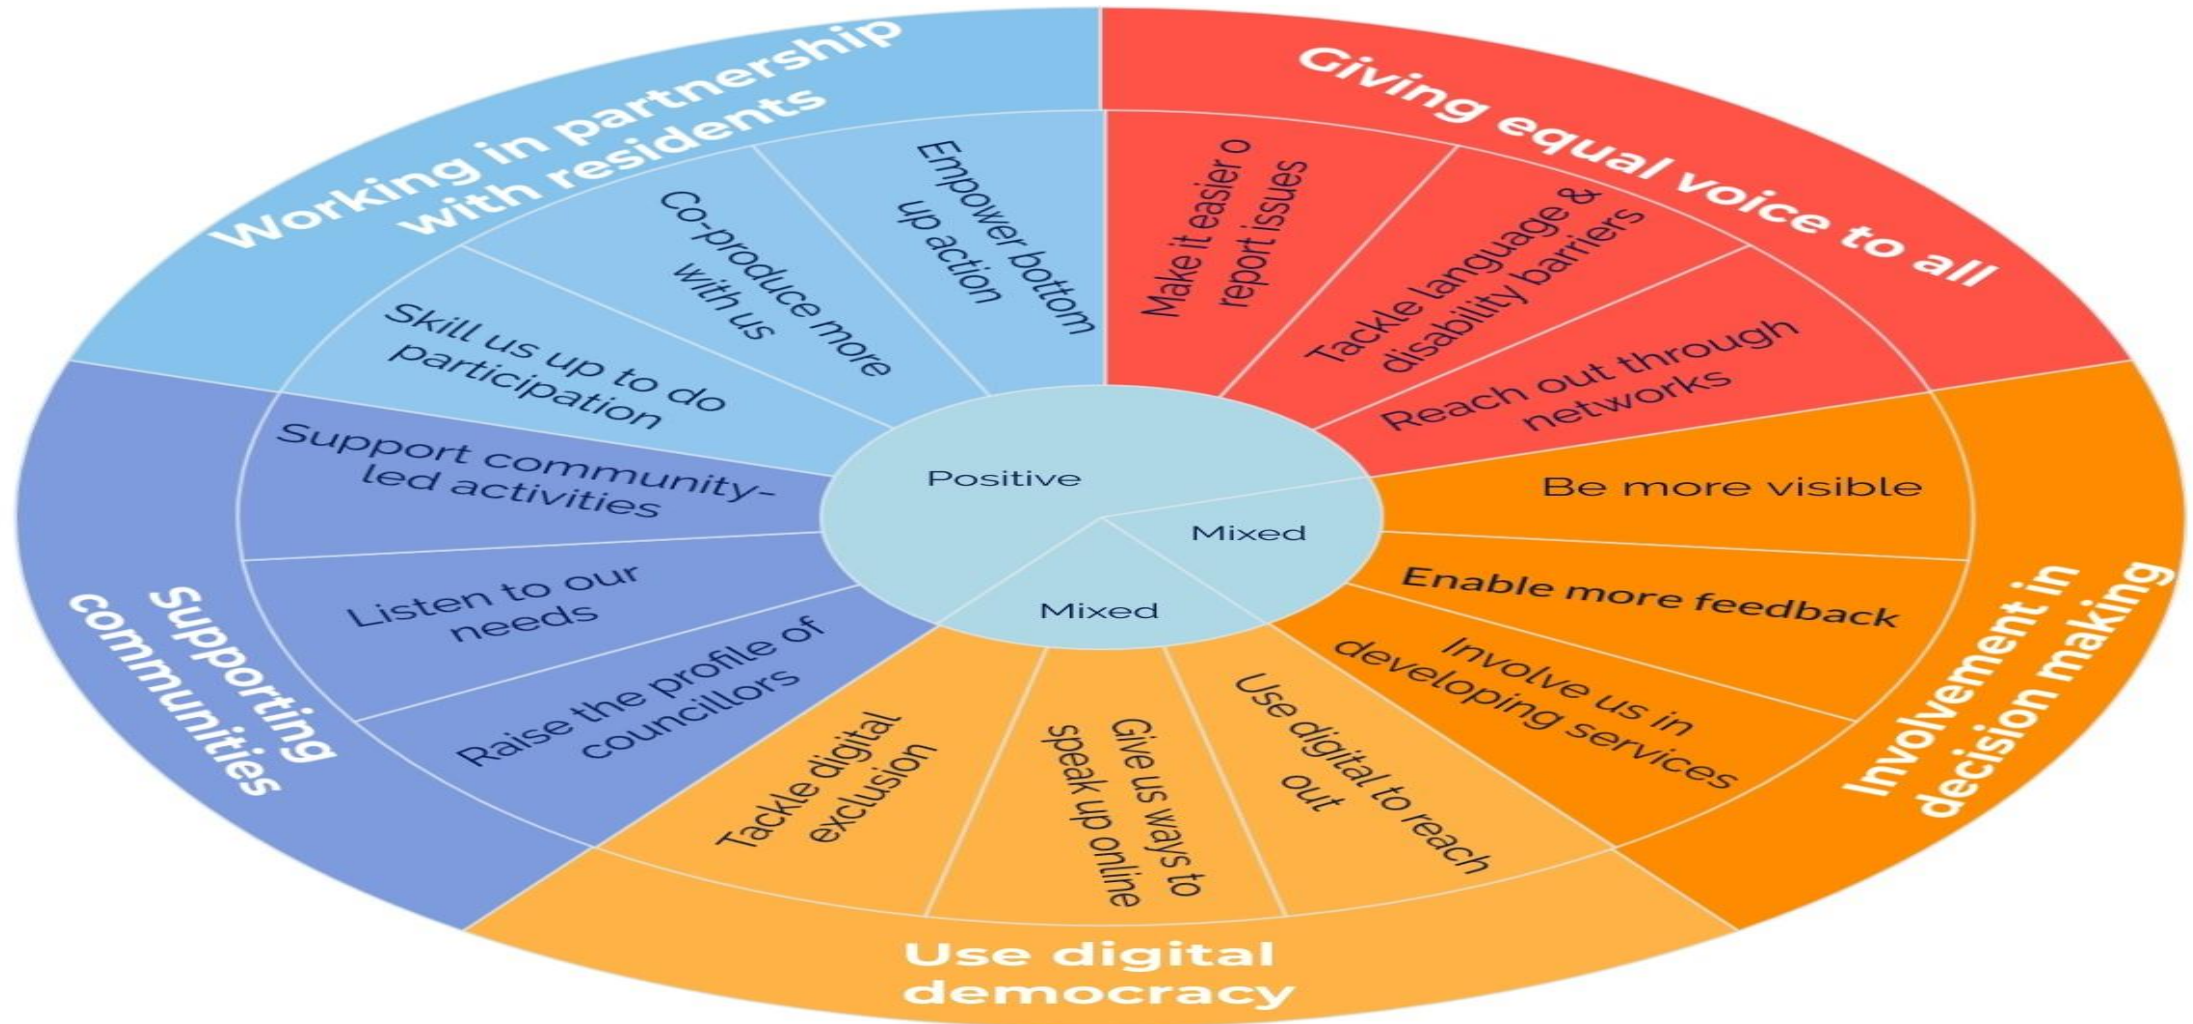 Working in partnership
with residents
Empower bottom
up action
Co-produce more
with us
Skill us up to do
participation
Giving equal voice to all
Make it easier o
report issues
Tackle language &
disability barriers
Reach out through
networks
Involvement in
decision making
Be more visible
Enable more feedback
Involve us in
developing services
Use digital
democracy
Use digital to reach
out
Give us ways to
speak up online
Tackle digital
exclusion
Supporting
communities
Support community-
led activities
Listen to our
needs
Raise the profile of
councillors
Positive
Mixed
Mixed